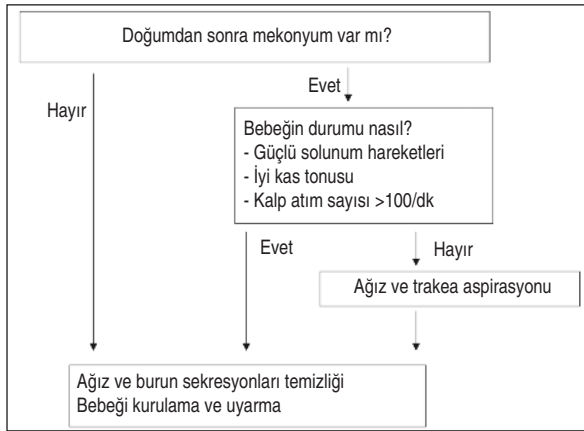 Doğumdan sonra mekonyum var mı?
Evet
Hayır
Bebeğin durumu nasıl?
- Güçlü solunum hareketleri
- İyi kas tonusu
- Kalp atım sayısı >100/dk
Evet
Hayır
Ağız ve trakea aspirasyonu
Ağız ve burun sekresyonları temizliği
Bebeği kurulama ve uyarma